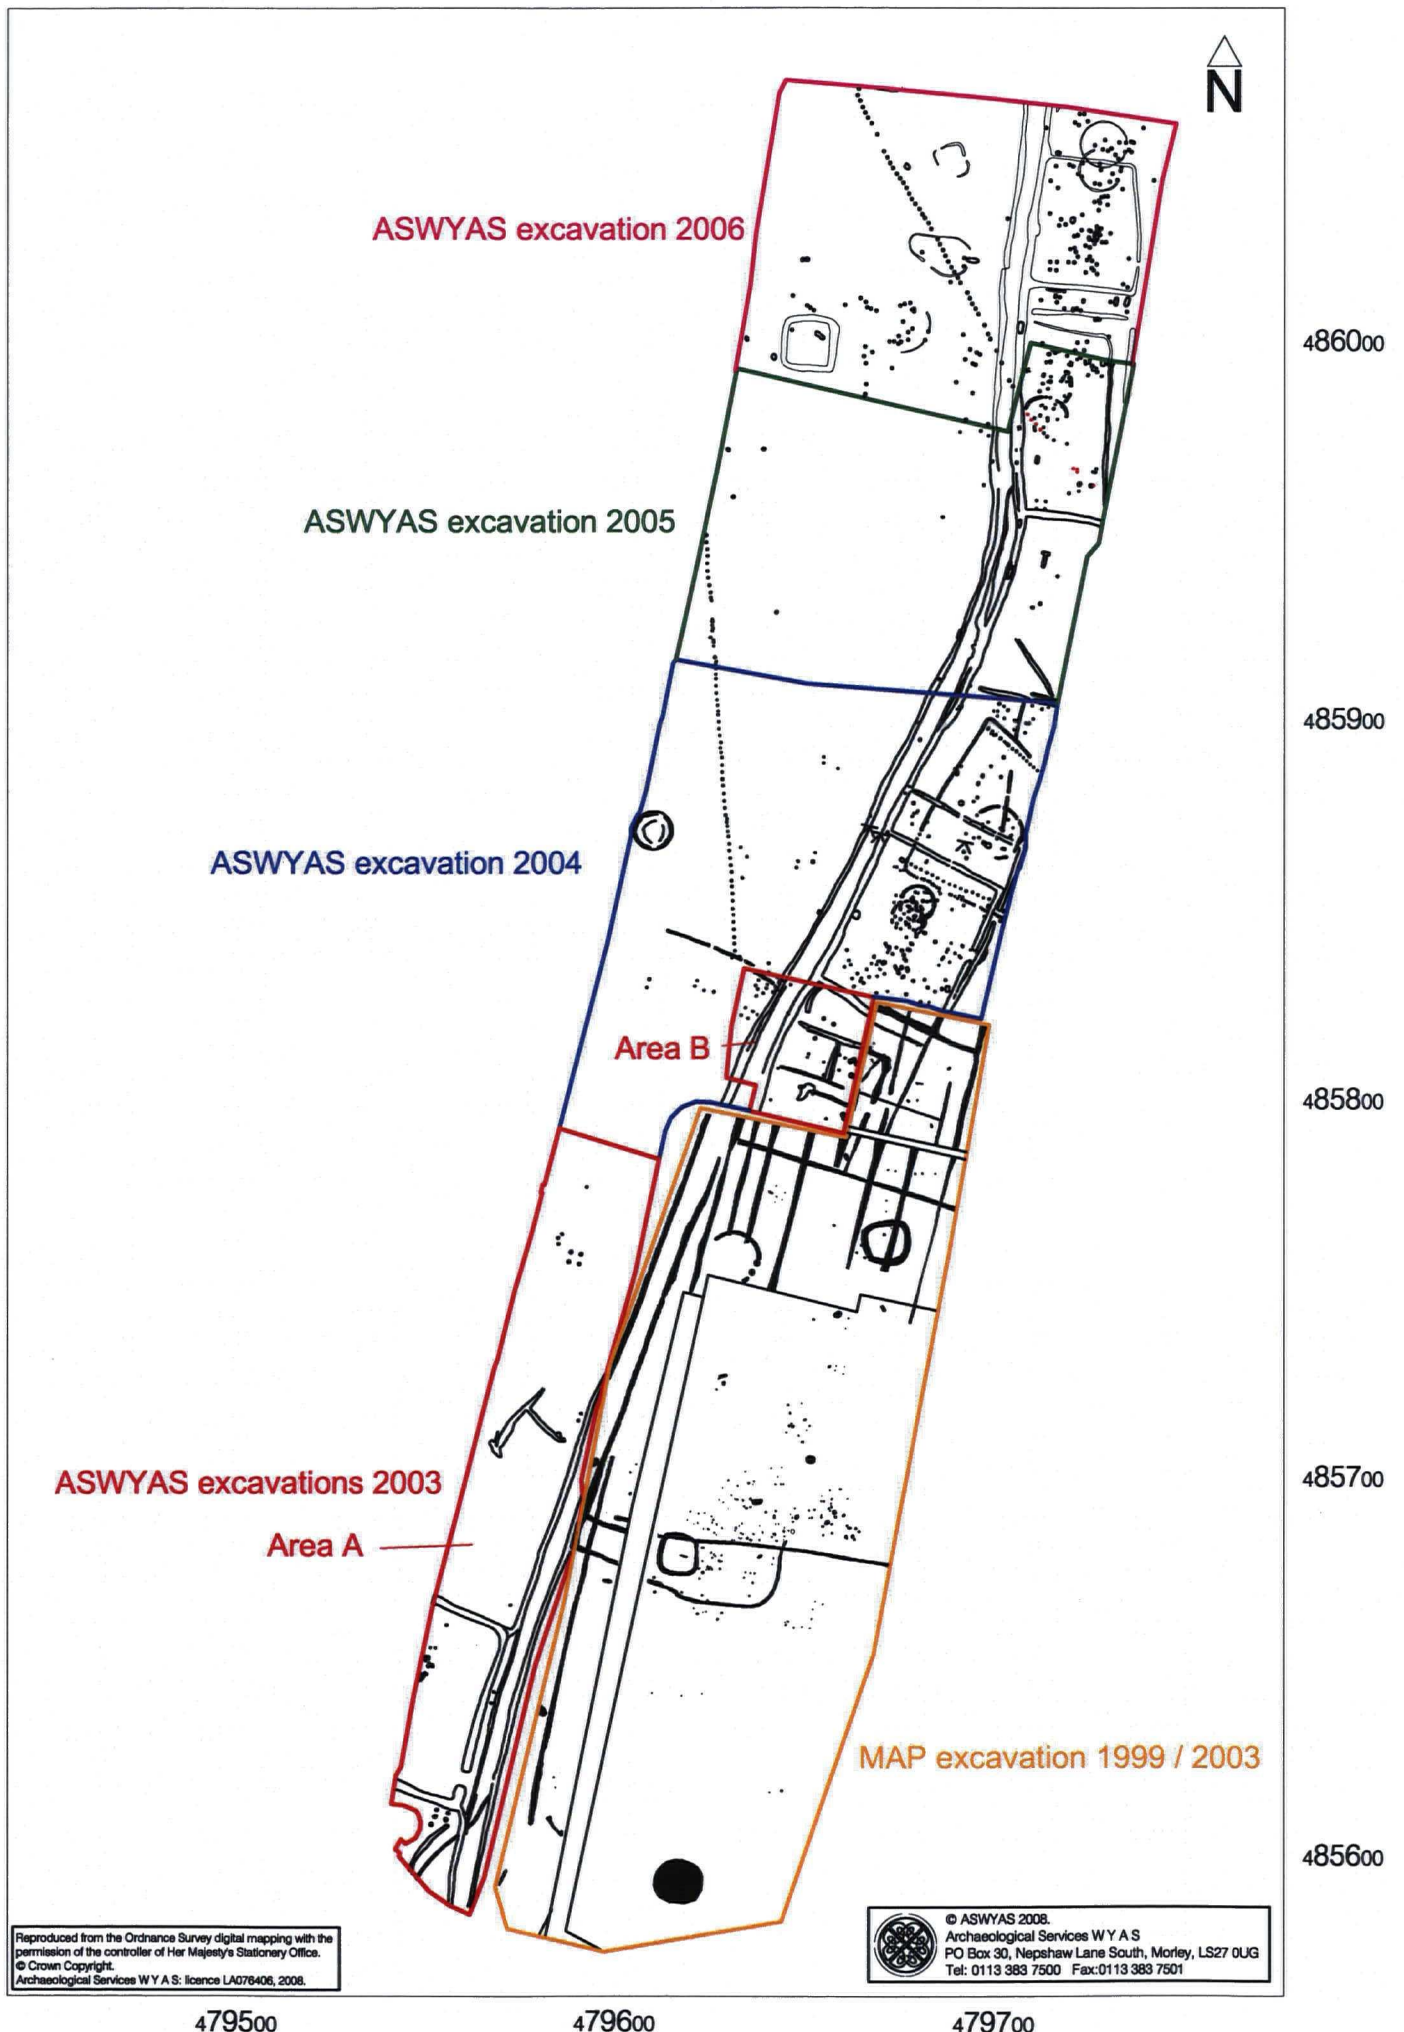 N
ASWYAS excavation 2006
486000
ASWYAS excavation 2005
485900
ASWYAS excavation 2004
Area B
485800
ASWYAS excavations 2003
485700
Area A
MAP excavation 1999 / 2003
485600
Reproduced from the Ordnance Survey digital mapping with the
permission of the controller of Her Majesty's Stationery Office.
© Crown Copyright.
Archaeological Services W Y A S: licence LA076406, 2008.
© ASWYAS 2008.
Archaeological Services W Y A S
PO Box 30, Nepshaw Lane South, Morley, LS27 0UG
Tel: 0113 383 7500 Fax:0113 383 7501
479500
479600
479700